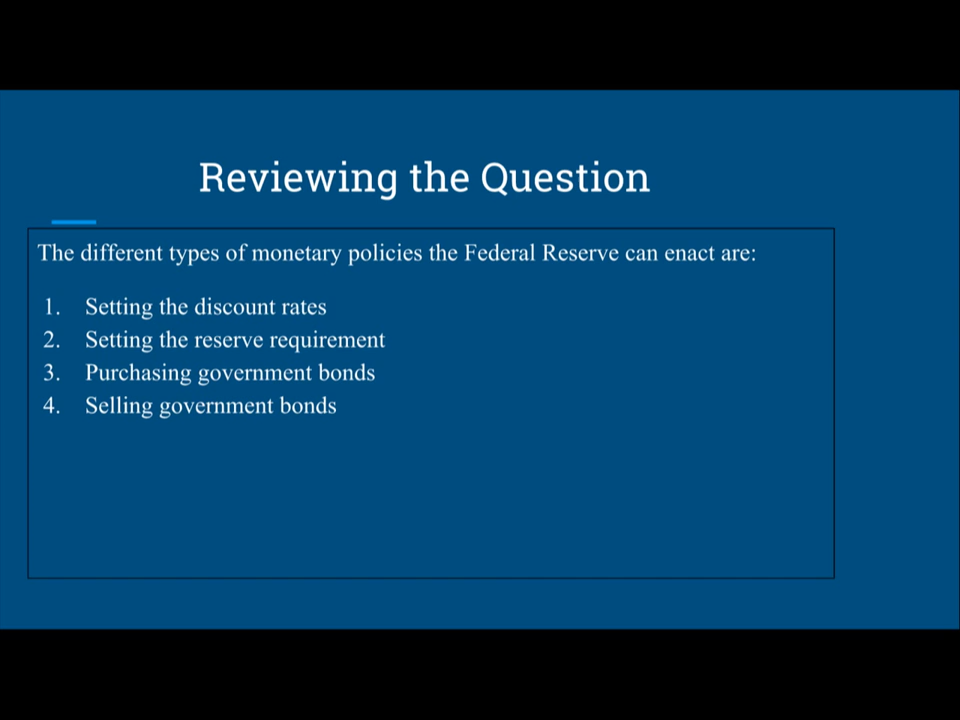 Reviewing the Question
The different types of monetary policies the Federal Reserve can enact are:
1. Setting the discount rates
2. Setting the reserve requirement
3. Purchasing government bonds
4. Selling government bonds